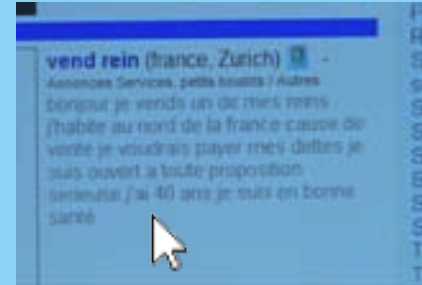 vend rein (france, Zurich) -
Annonces Services, petits boulots / Autres
bonjour je vends un de mes reins
j'habite au nord de la france cause de
vente je voudrais payer mes dettes je
suis ouvert a toute proposition
serieuse j'ai 40 ans je suis en bonne
santé